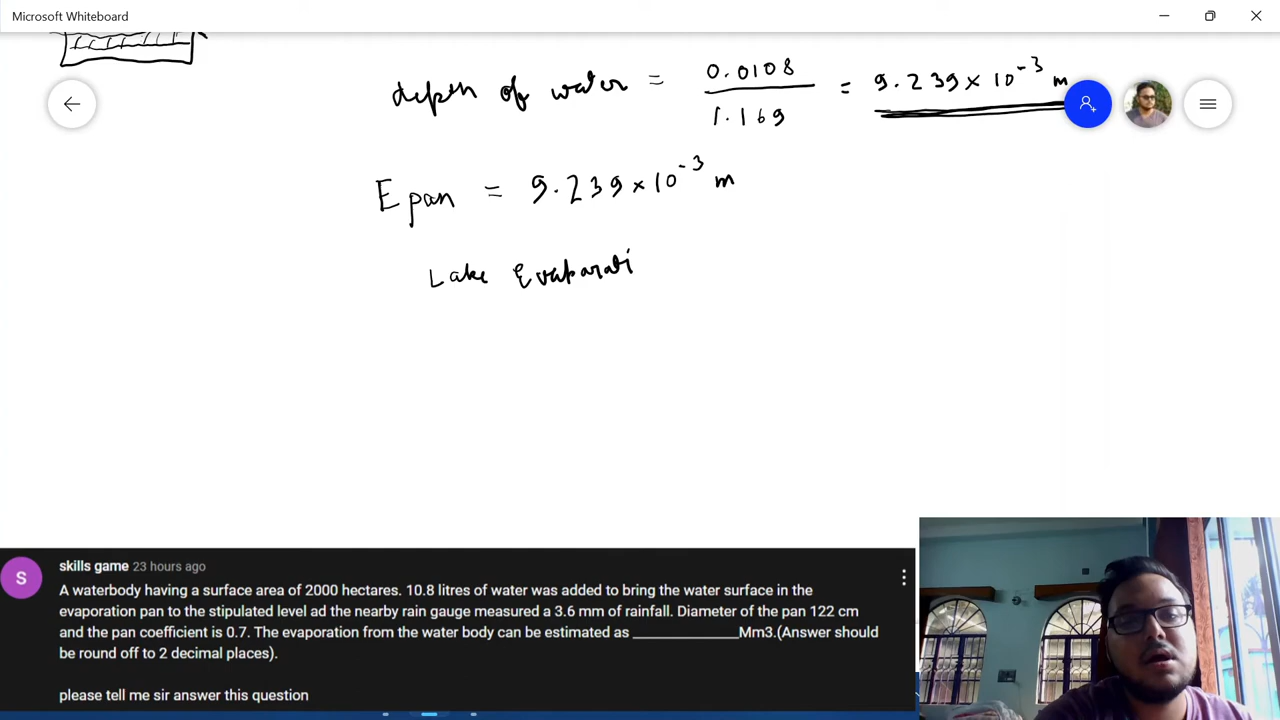 Microsoft Whiteboard
depth of water = 0.0108 / 1.169 = 9.239 × 10⁻³ m
E pan = 9.239 × 10⁻³ m
Lake Evaporati
skills game 23 hours ago
S
A waterbody having a surface area of 2000 hectares. 10.8 litres of water was added to bring the water surface in the
evaporation pan to the stipulated level ad the nearby rain gauge measured a 3.6 mm of rainfall. Diameter of the pan 122 cm
and the pan coefficient is 0.7. The evaporation from the water body can be estimated as ______________Mm3.(Answer should
be round off to 2 decimal places).
please tell me sir answer this question